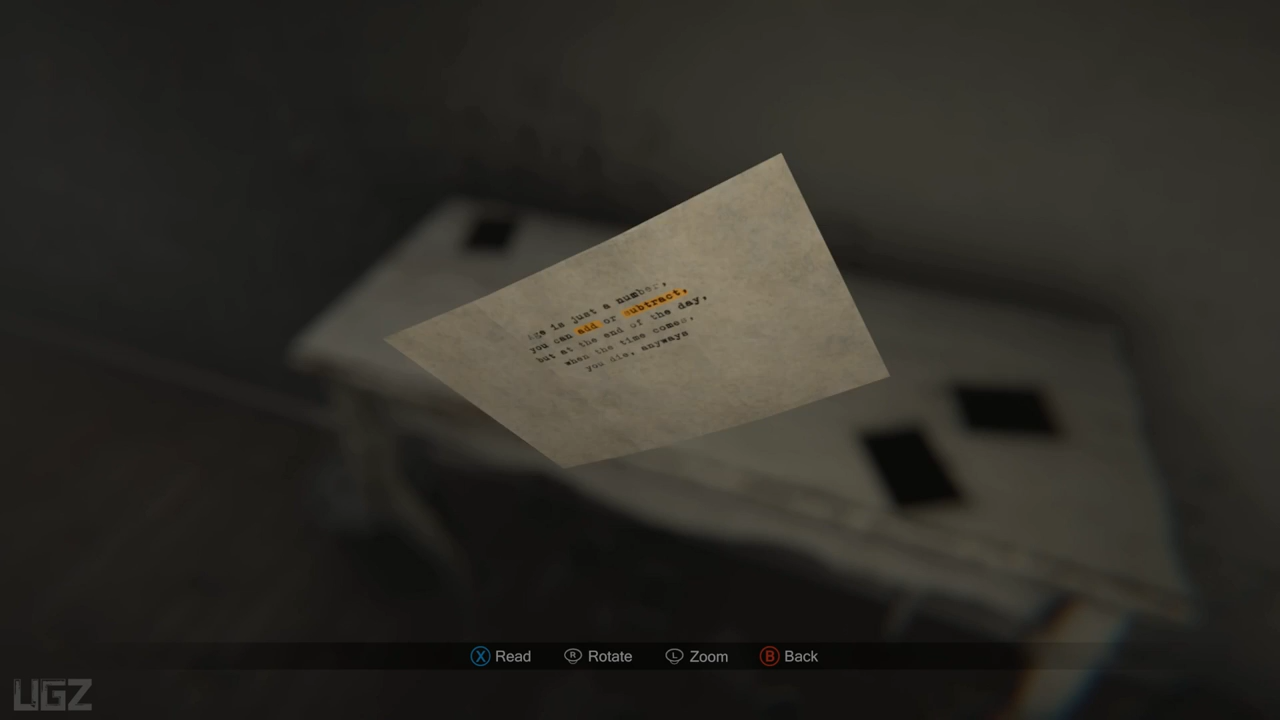 Age is just a number,
you can add or subtract,
but at the end of the day,
when the time comes,
you die, anyways
X Read R Rotate L Zoom B Back
UGZ